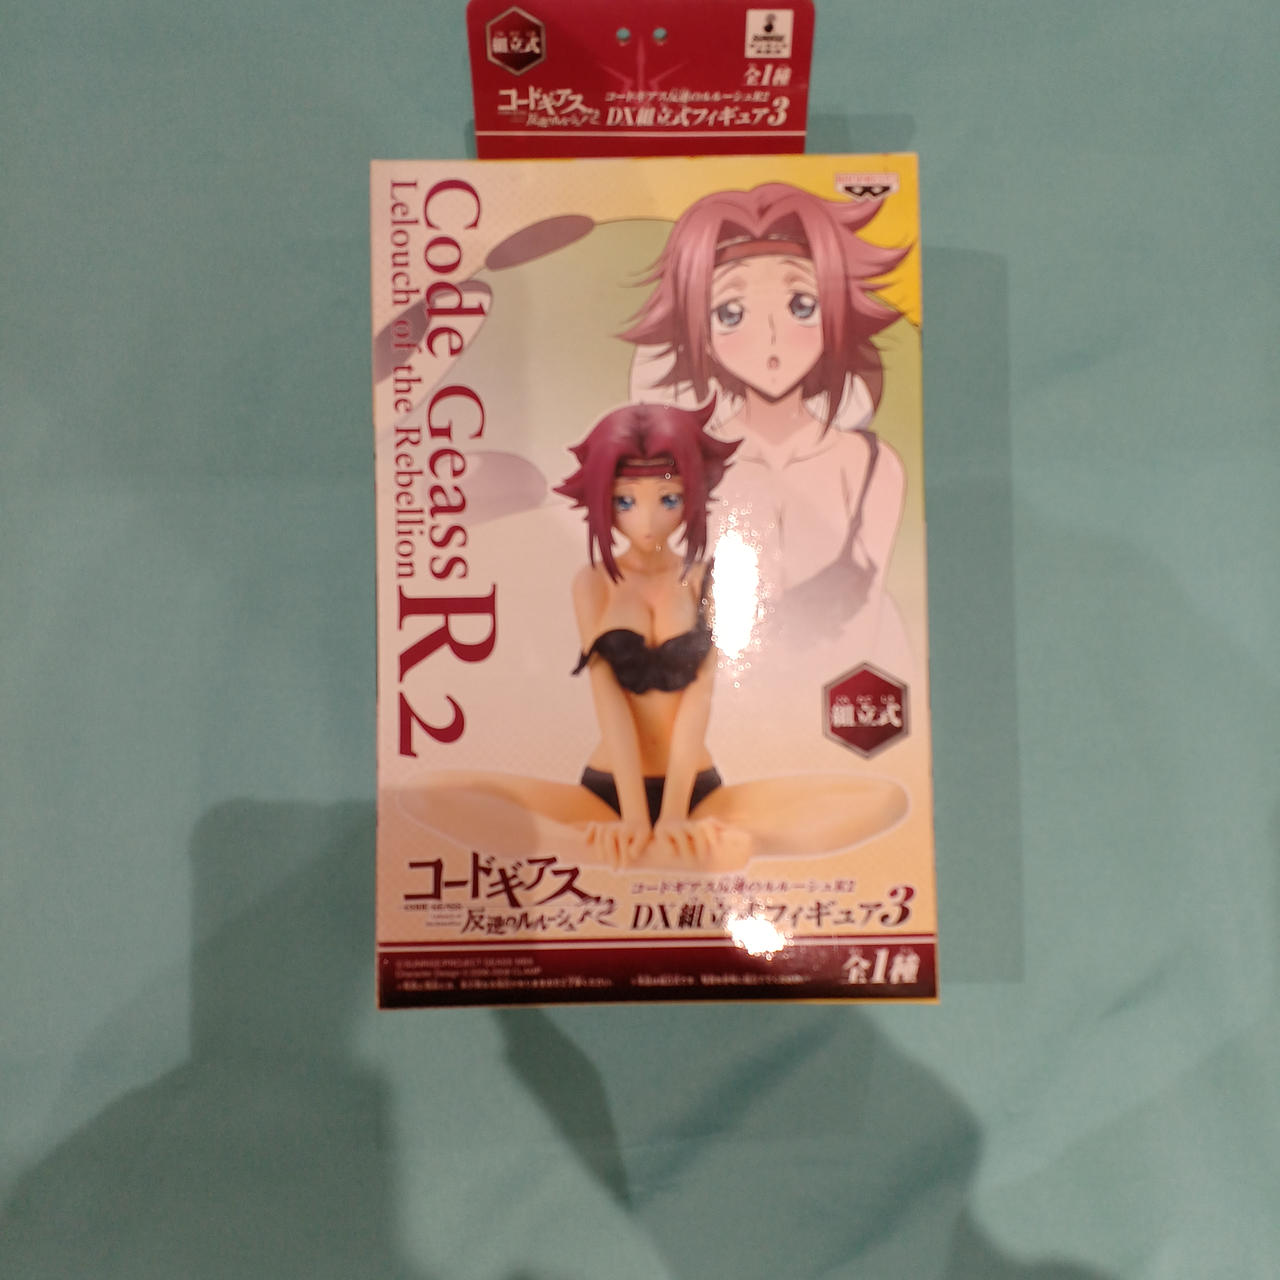 組立式
全1種
コードギアス
反逆のルルーシュR2
コードギアス反逆のルルーシュR2
DX組立式フィギュア3
BANPRESTO
Code Geass R2
Lelouch of the Rebellion
組立式
コードギアス
CODE GEASS
反逆のルルーシュR2
コードギアス反逆のルルーシュR2
DX組立式フィギュア3
全1種